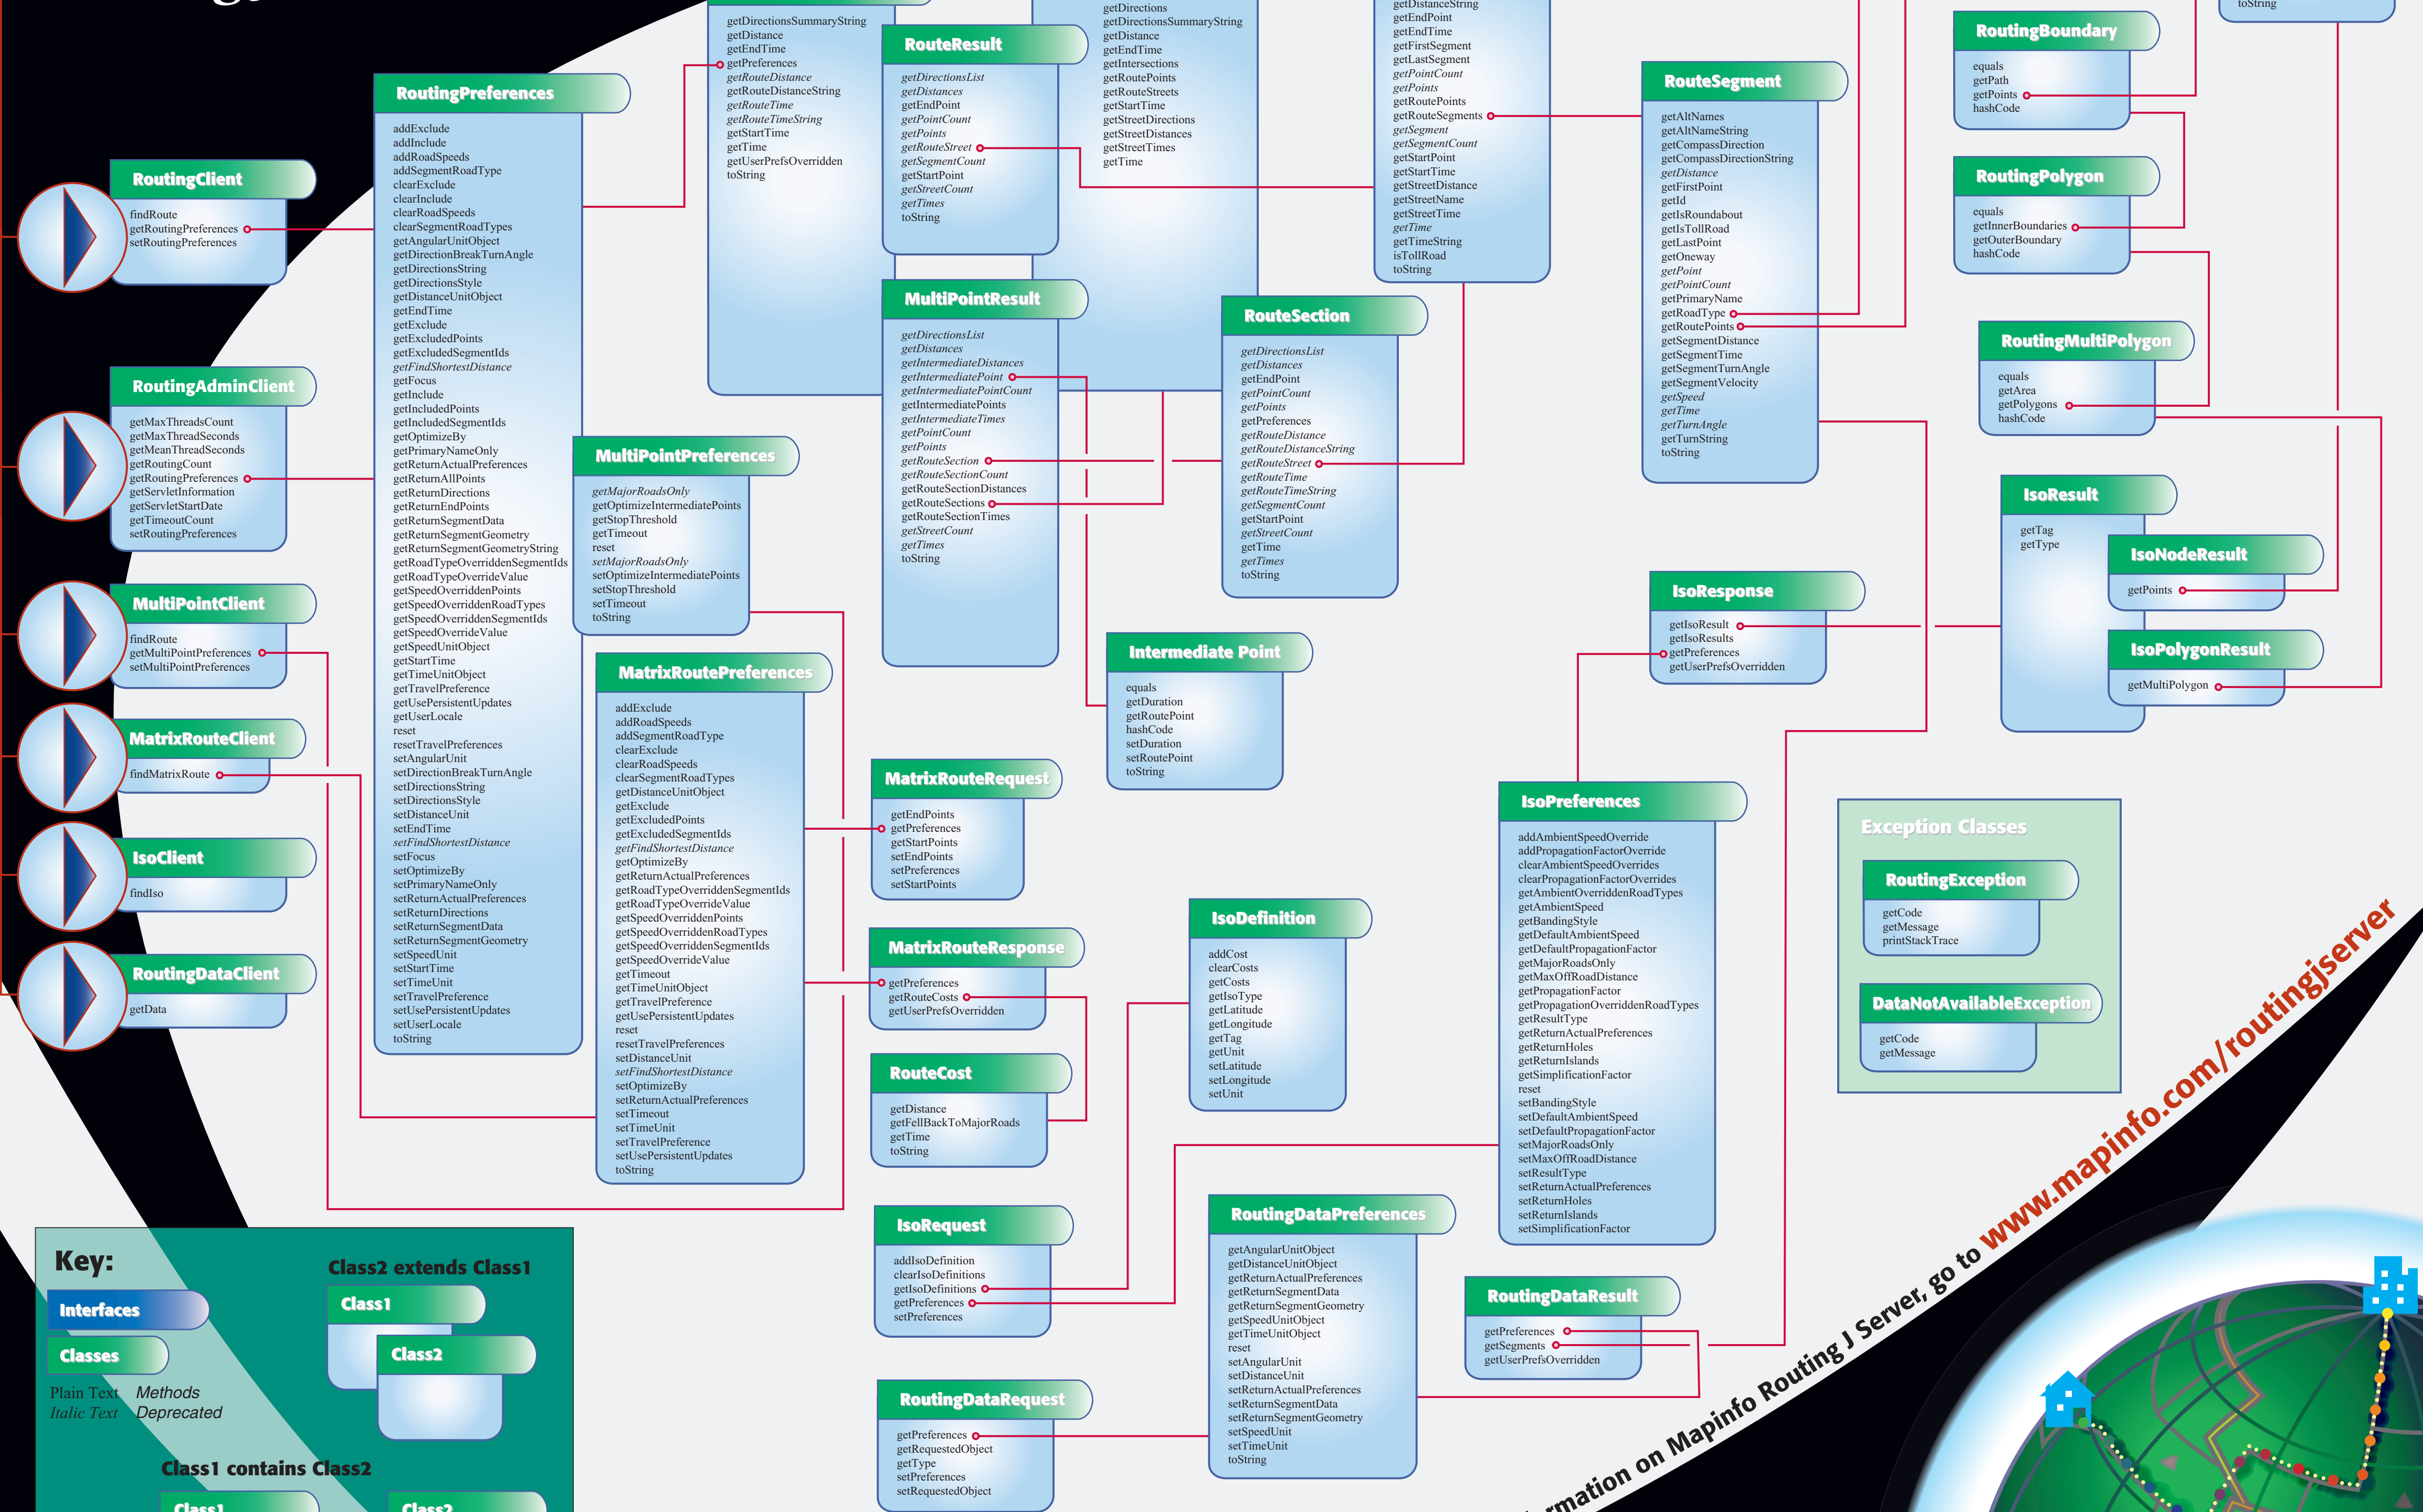 RoutingClient
findRoute
getRoutingPreferences
setRoutingPreferences
RoutingAdminClient
getMaxThreadsCount
getMaxThreadSeconds
getMeanThreadSeconds
getRoutingCount
getRoutingPreferences
getServletInformation
getServletStartDate
getTimeoutCount
setRoutingPreferences
MultiPointClient
findRoute
getMultiPointPreferences
setMultiPointPreferences
MatrixRouteClient
findMatrixRoute
IsoClient
findIso
RoutingDataClient
getData
RoutingPreferences
addExclude
addInclude
addRoadSpeeds
addSegmentRoadType
clearExclude
clearInclude
clearRoadSpeeds
clearSegmentRoadTypes
getAngularUnitObject
getDirectionBreakTurnAngle
getDirectionsString
getDirectionsStyle
getDistanceUnitObject
getEndTime
getExclude
getExcludedPoints
getExcludedSegmentIds
getFindShortestDistance
getFocus
getInclude
getIncludedPoints
getIncludedSegmentIds
getOptimizeBy
getPrimaryNameOnly
getReturnActualPreferences
getReturnAllPoints
getReturnDirections
getReturnEndPoints
getReturnSegmentData
getReturnSegmentGeometry
getReturnSegmentGeometryString
getRoadTypeOverriddenSegmentIds
getRoadTypeOverrideValue
getSpeedOverriddenPoints
getSpeedOverriddenRoadTypes
getSpeedOverriddenSegmentIds
getSpeedOverrideValue
getSpeedUnitObject
getStartTime
getTimeUnitObject
getTravelPreference
getUsePersistentUpdates
getUserLocale
reset
resetTravelPreferences
setAngularUnit
setDirectionBreakTurnAngle
setDirectionsString
setDirectionsStyle
setDistanceUnit
setEndTime
setFindShortestDistance
setFocus
setOptimizeBy
setPrimaryNameOnly
setReturnActualPreferences
setReturnDirections
setReturnSegmentData
setReturnSegmentGeometry
setSpeedUnit
setStartTime
setTimeUnit
setTravelPreference
setUsePersistentUpdates
setUserLocale
toString
getDirectionsSummaryString
getDistance
getEndTime
getPreferences
getRouteDistance
getRouteDistanceString
getRouteTime
getRouteTimeString
getStartTime
getTime
getUserPrefsOverridden
toString
MultiPointPreferences
getMajorRoadsOnly
getOptimizeIntermediatePoints
getStopThreshold
getTimeout
reset
setMajorRoadsOnly
setOptimizeIntermediatePoints
setStopThreshold
setTimeout
toString
MatrixRoutePreferences
addExclude
addRoadSpeeds
addSegmentRoadType
clearExclude
clearRoadSpeeds
clearSegmentRoadTypes
getDistanceUnitObject
getExclude
getExcludedPoints
getExcludedSegmentIds
getFindShortestDistance
getOptimizeBy
getReturnActualPreferences
getRoadTypeOverriddenSegmentIds
getRoadTypeOverrideValue
getSpeedOverriddenPoints
getSpeedOverriddenRoadTypes
getSpeedOverriddenSegmentIds
getSpeedOverrideValue
getTimeout
getTimeUnitObject
getTravelPreference
getUsePersistentUpdates
reset
resetTravelPreferences
setDistanceUnit
setFindShortestDistance
setOptimizeBy
setReturnActualPreferences
setTimeout
setTimeUnit
setTravelPreference
setUsePersistentUpdates
toString
RouteResult
getDirectionsList
getDistances
getEndPoint
getPointCount
getPoints
getRouteStreet
getSegmentCount
getStartPoint
getStreetCount
getTimes
toString
getDirections
getDirectionsSummaryString
getDistance
getEndTime
getIntersections
getRoutePoints
getRouteStreets
getStartTime
getStreetDirections
getStreetDistances
getStreetTimes
getTime
MultiPointResult
getDirectionsList
getDistances
getIntermediateDistances
getIntermediatePoint
getIntermediatePointCount
getIntermediatePoints
getIntermediateTimes
getPointCount
getPoints
getRouteSection
getRouteSectionCount
getRouteSectionDistances
getRouteSections
getRouteSectionTimes
getStreetCount
getTimes
toString
RouteSection
getDirectionsList
getDistances
getEndPoint
getPointCount
getPoints
getPreferences
getRouteDistance
getRouteDistanceString
getRouteStreet
getRouteTime
getRouteTimeString
getSegmentCount
getStartPoint
getStreetCount
getTime
getTimes
toString
Intermediate Point
equals
getDuration
getRoutePoint
hashCode
setDuration
setRoutePoint
toString
MatrixRouteRequest
getEndPoints
getPreferences
getStartPoints
setEndPoints
setPreferences
setStartPoints
MatrixRouteResponse
getPreferences
getRouteCosts
getUserPrefsOverridden
RouteCost
getDistance
getFellBackToMajorRoads
getTime
toString
IsoRequest
addIsoDefinition
clearIsoDefinitions
getIsoDefinitions
getPreferences
setPreferences
RoutingDataRequest
getPreferences
getRequestedObject
getType
setPreferences
setRequestedObject
IsoDefinition
addCost
clearCosts
getCosts
getIsoType
getLatitude
getLongitude
getTag
getUnit
setLatitude
setLongitude
setUnit
RoutingDataPreferences
getAngularUnitObject
getDistanceUnitObject
getReturnActualPreferences
getReturnSegmentData
getReturnSegmentGeometry
getSpeedUnitObject
getTimeUnitObject
reset
setAngularUnit
setDistanceUnit
setReturnActualPreferences
setReturnSegmentData
setReturnSegmentGeometry
setSpeedUnit
setTimeUnit
toString
getDistanceString
getEndPoint
getEndTime
getFirstSegment
getLastSegment
getPointCount
getPoints
getRoutePoints
getRouteSegments
getSegment
getSegmentCount
getStartPoint
getStartTime
getStreetDistance
getStreetName
getStreetTime
getTime
getTimeString
isTollRoad
toString
RouteSegment
getAltNames
getAltNameString
getCompassDirection
getCompassDirectionString
getDistance
getFirstPoint
getId
getIsRoundabout
getIsTollRoad
getLastPoint
getOneway
getPoint
getPointCount
getPrimaryName
getRoadType
getRoutePoints
getSegmentDistance
getSegmentTime
getSegmentTurnAngle
getSegmentVelocity
getSpeed
getTime
getTurnAngle
getTurnString
toString
IsoResponse
getIsoResult
getIsoResults
getPreferences
getUserPrefsOverridden
IsoPreferences
addAmbientSpeedOverride
addPropagationFactorOverride
clearAmbientSpeedOverrides
clearPropagationFactorOverrides
getAmbientOverriddenRoadTypes
getAmbientSpeed
getBandingStyle
getDefaultAmbientSpeed
getDefaultPropagationFactor
getMajorRoadsOnly
getMaxOffRoadDistance
getPropagationFactor
getPropagationOverriddenRoadTypes
getResultType
getReturnActualPreferences
getReturnHoles
getReturnIslands
getSimplificationFactor
reset
setBandingStyle
setDefaultAmbientSpeed
setDefaultPropagationFactor
setMajorRoadsOnly
setMaxOffRoadDistance
setResultType
setReturnActualPreferences
setReturnHoles
setReturnIslands
setSimplificationFactor
RoutingDataResult
getPreferences
getSegments
getUserPrefsOverridden
toString
RoutingBoundary
equals
getPath
getPoints
hashCode
RoutingPolygon
equals
getInnerBoundaries
getOuterBoundary
hashCode
RoutingMultiPolygon
equals
getArea
getPolygons
hashCode
IsoResult
getTag
getType
IsoNodeResult
getPoints
IsoPolygonResult
getMultiPolygon
Exception Classes
RoutingException
getCode
getMessage
printStackTrace
DataNotAvailableException
getCode
getMessage
Key:
Interfaces
Classes
Plain Text Methods
Italic Text Deprecated
Class2 extends Class1
Class1
Class2
Class1 contains Class2
Class1
Class2
ormation on Mapinfo Routing J Server, go to www.mapinfo.com/routingjserver